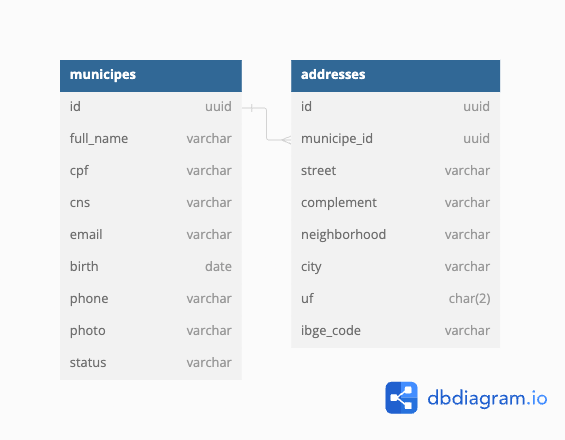 municipes
id uuid
full_name varchar
cpf varchar
cns varchar
email varchar
birth date
phone varchar
photo varchar
status varchar
addresses
id uuid
municipe_id uuid
street varchar
complement varchar
neighborhood varchar
city varchar
uf char(2)
ibge_code varchar
dbdiagram.io